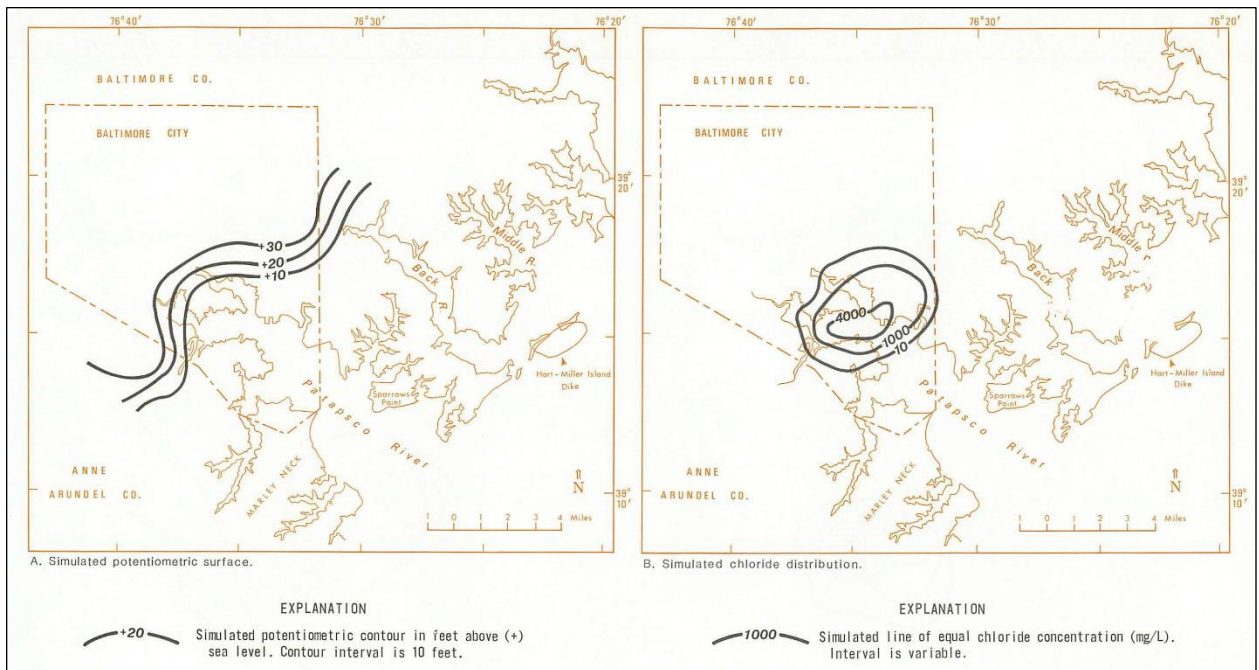 76° 40'
76° 30'
76° 20'
BALTIMORE CO.
BALTIMORE CITY
39°
20'
+30
+20
+10
Middle R.
Back R.
Hart-Miller Island
Dike
Sparrows
Point
Patapsco River
ANNE
ARUNDEL CO.
MARLEY NECK
N
39°
10'
1 0 1 2 3 4 Miles
A. Simulated potentiometric surface.
EXPLANATION
+20 Simulated potentiometric contour in feet above (+)
sea level. Contour interval is 10 feet.
76° 40'
76° 30'
76° 20'
BALTIMORE CO.
BALTIMORE CITY
39°
20'
4000
1000
10
Middle
Back
Hart-Miller Island
Dike
Sparrows
Point
Patapsco River
ANNE
ARUNDEL CO.
MARLEY NECK
N
39°
10'
1 0 1 2 3 4 Miles
B. Simulated chloride distribution.
EXPLANATION
1000 Simulated line of equal chloride concentration (mg/L).
Interval is variable.